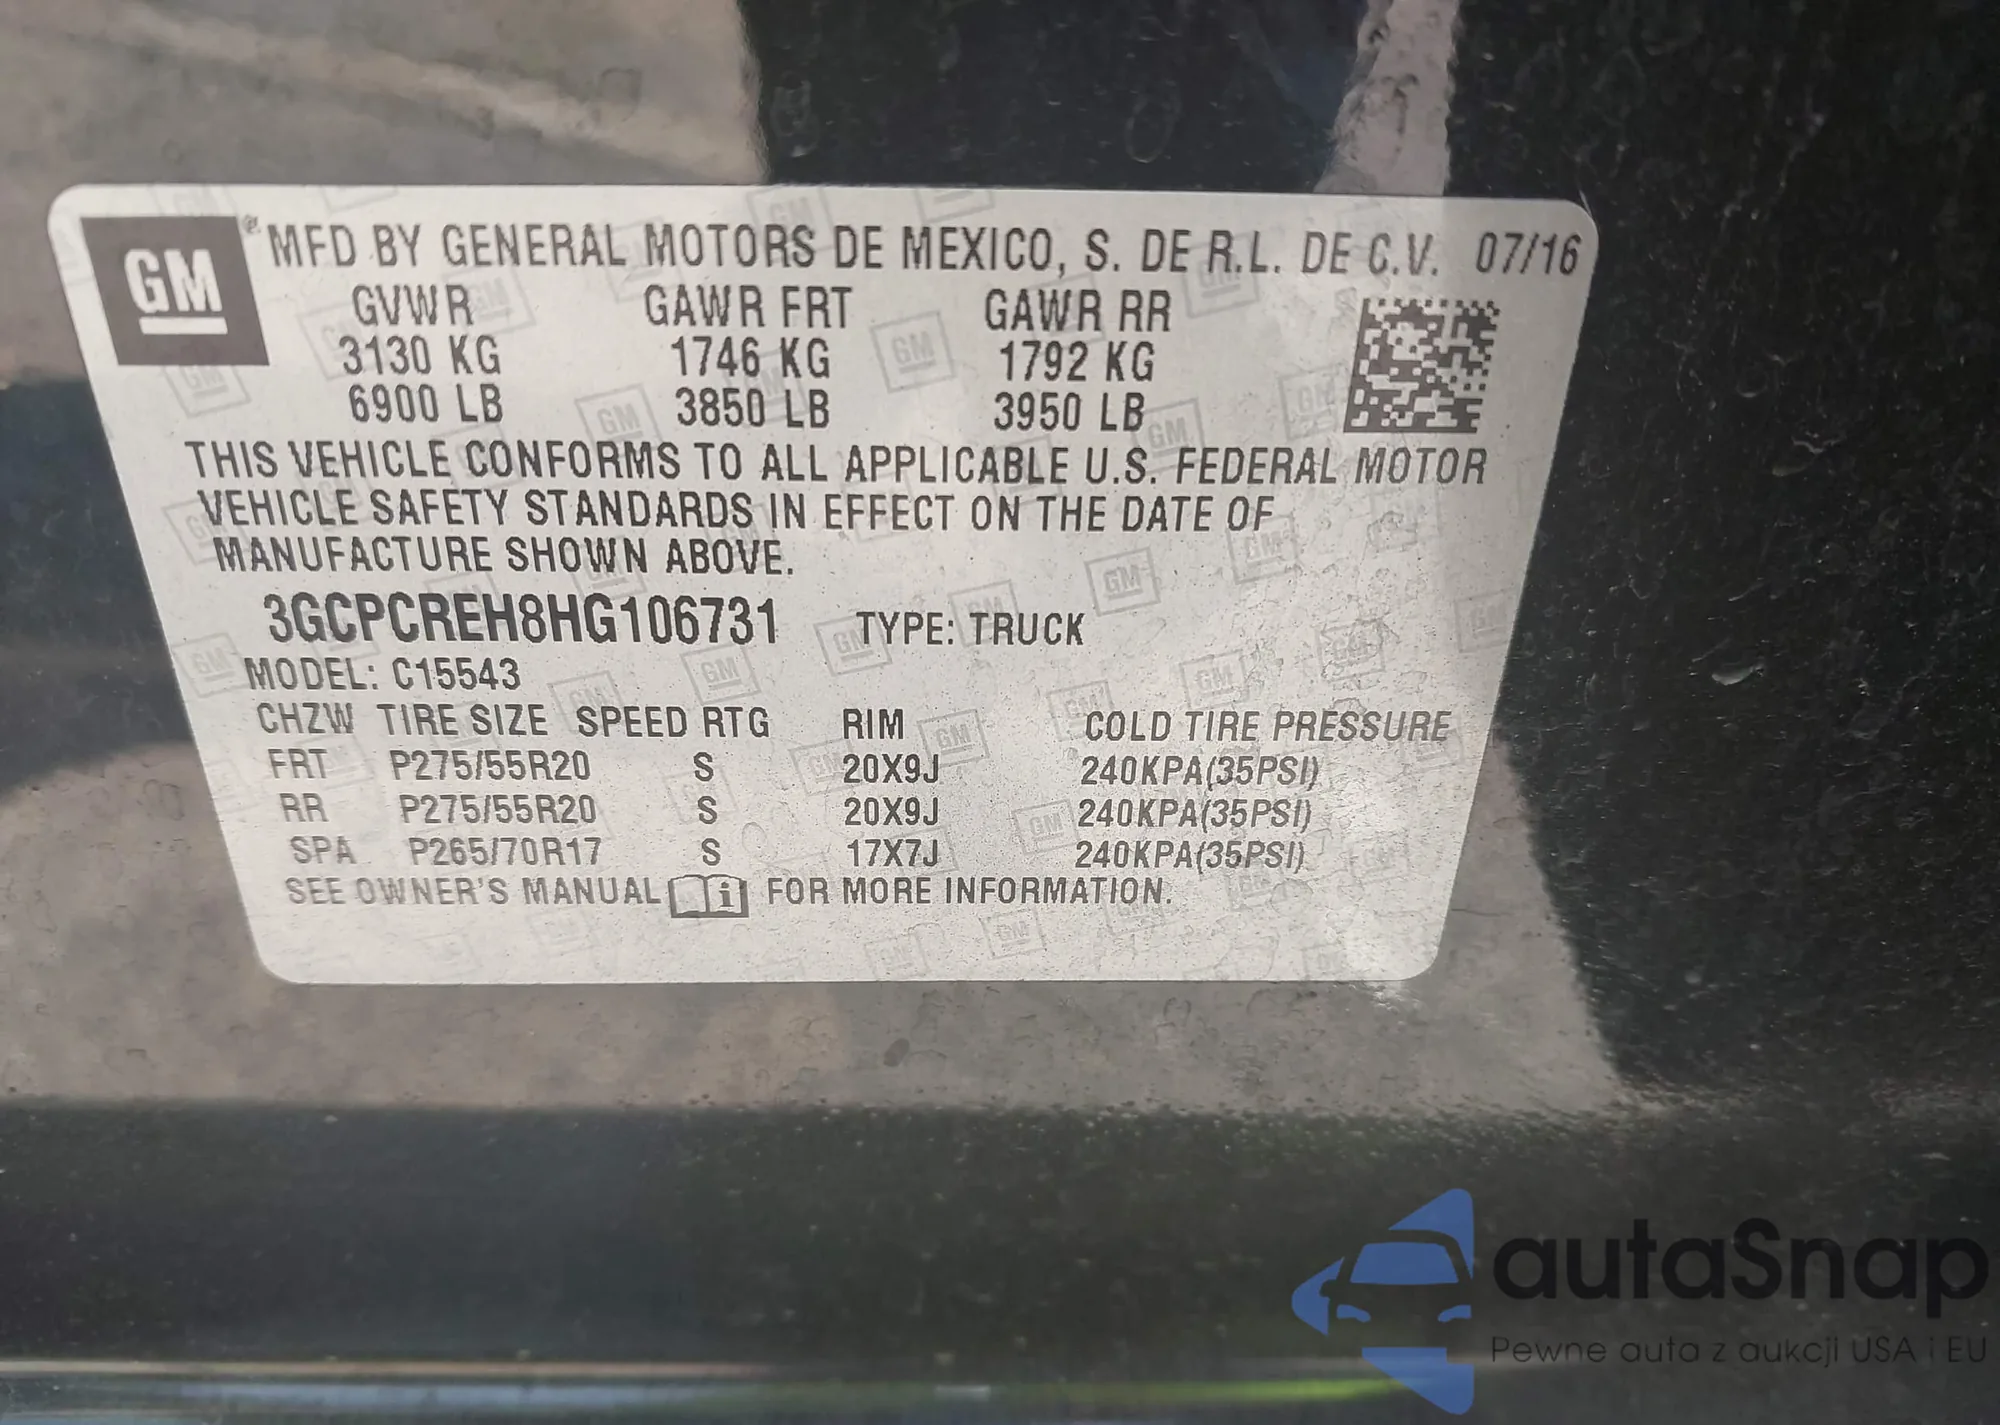 GM
® MFD BY GENERAL MOTORS DE MEXICO, S. DE R.L. DE C.V. 07/16
GVWR GAWR FRT GAWR RR
3130 KG 1746 KG 1792 KG
6900 LB 3850 LB 3950 LB
THIS VEHICLE CONFORMS TO ALL APPLICABLE U.S. FEDERAL MOTOR
VEHICLE SAFETY STANDARDS IN EFFECT ON THE DATE OF
MANUFACTURE SHOWN ABOVE.
3GCPCREH8HG106731 TYPE: TRUCK
MODEL: C15543
CHZW TIRE SIZE SPEED RTG RIM COLD TIRE PRESSURE
FRT P275/55R20 S 20X9J 240KPA(35PSI)
RR P275/55R20 S 20X9J 240KPA(35PSI)
SPA P265/70R17 S 17X7J 240KPA(35PSI)
SEE OWNER'S MANUAL i FOR MORE INFORMATION.
autaSnap
Pewne auta z aukcji USA i EU